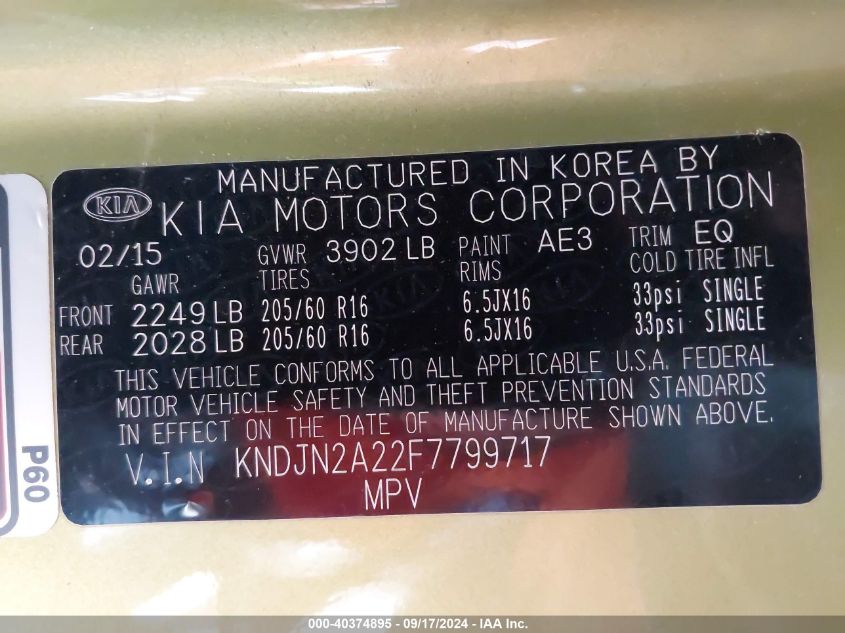 MANUFACTURED IN KOREA BY
KIA KIA MOTORS CORPORATION
02/15 GVWR 3902 LB PAINT AE3 TRIM EQ
GAWR TIRES RIMS COLD TIRE INFL
FRONT 2249 LB 205/60 R16 6.5JX16 33psi SINGLE
REAR 2028 LB 205/60 R16 6.5JX16 33psi SINGLE
THIS VEHICLE CONFORMS TO ALL APPLICABLE U.S.A. FEDERAL
MOTOR VEHICLE SAFETY AND THEFT PREVENTION STANDARDS
IN EFFECT ON THE DATE OF MANUFACTURE SHOWN ABOVE.
V.I.N KNDJN2A22F7799717
MPV
P60
000-40374895 - 09/17/2024 - IAA Inc.